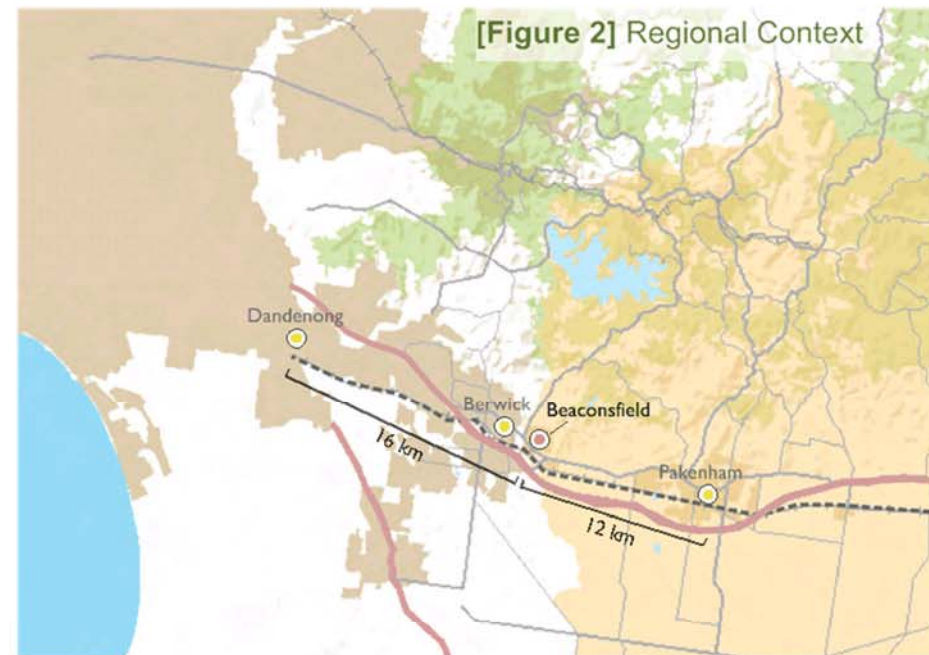 [Figure 2] Regional Context
Dandenong
Berwick
Beaconsfield
16 km
Pakenham
12 km